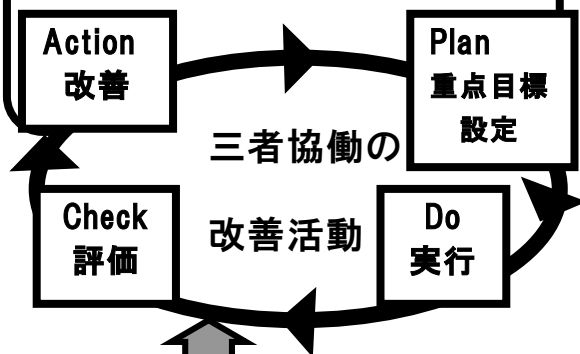 Action
改善
Plan
重点目標
設定
三者協働の
改善活動
Check
評価
Do
実行